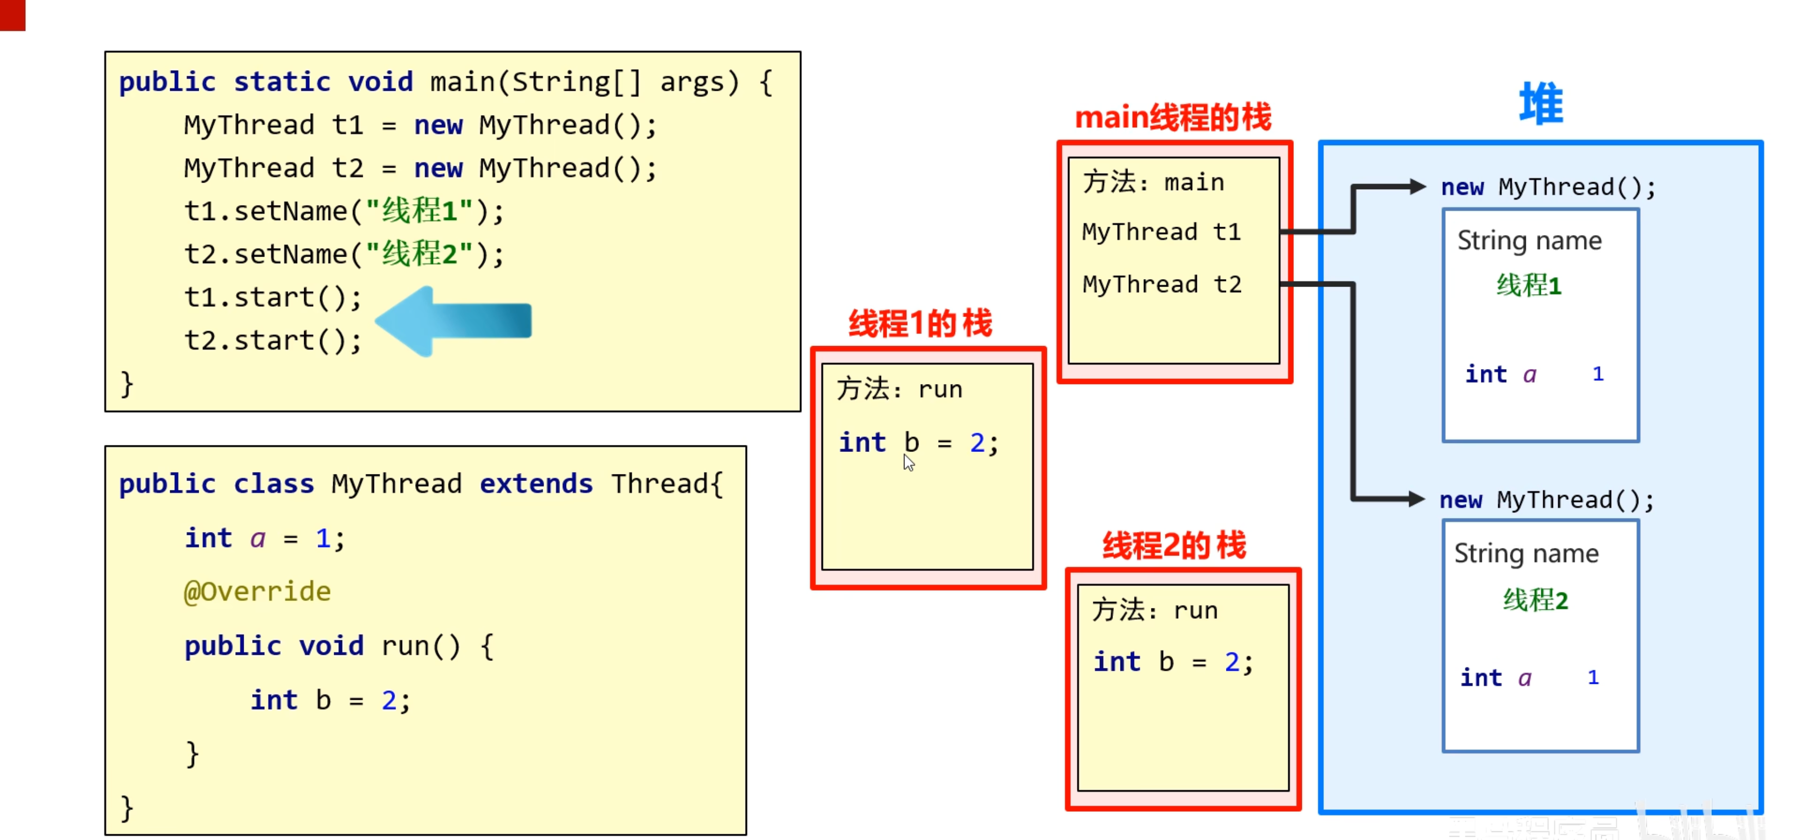 public static void main(String[] args) {
MyThread t1 = new MyThread();
MyThread t2 = new MyThread();
t1.setName("线程1");
t2.setName("线程2");
t1.start();
t2.start();
}
public class MyThread extends Thread{
int a = 1;
@Override
public void run() {
int b = 2;
}
}
线程1的栈
方法：run
int b = 2;
main线程的栈
方法：main
MyThread t1
MyThread t2
线程2的栈
方法：run
int b = 2;
堆
new MyThread();
String name
线程1
int a 1
new MyThread();
String name
线程2
int a 1